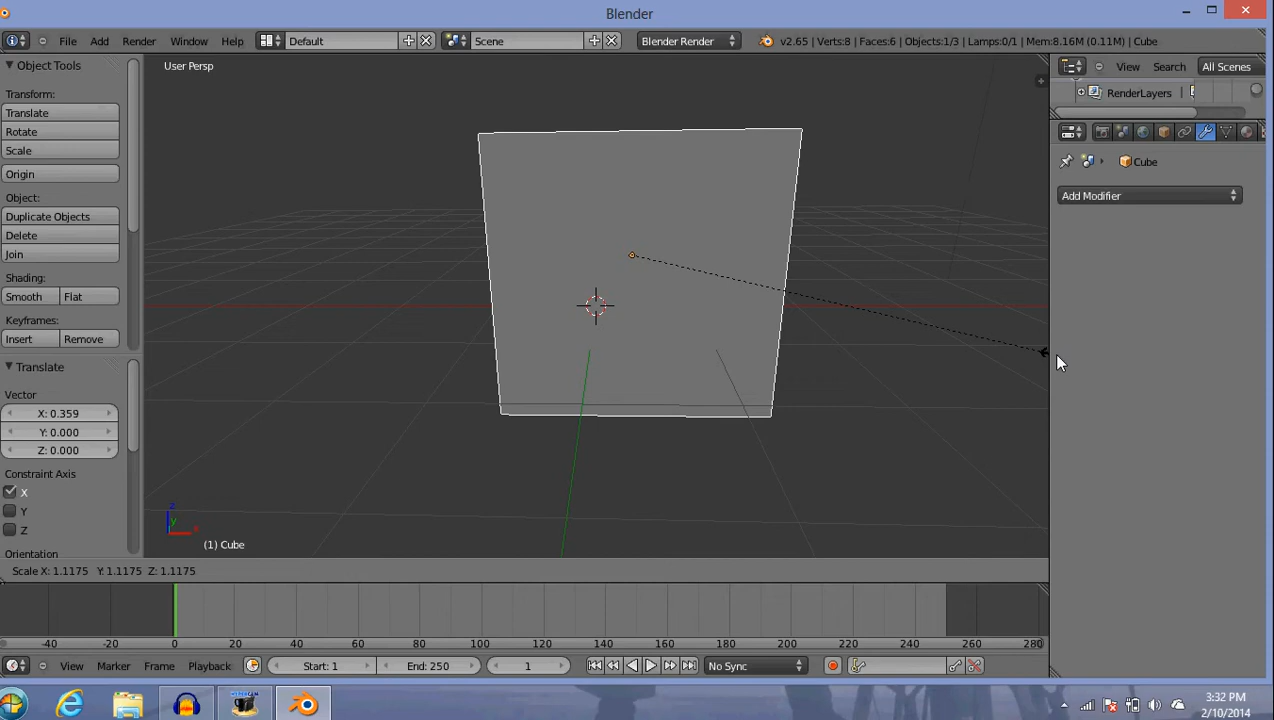 Blender
File Add Render Window Help Default Scene Blender Render v2.65 | Verts:8 | Faces:6 | Objects:1/3 | Lamps:0/1 | Mem:8.16M (0.11M) | Cube
Object Tools
Transform:
Translate
Rotate
Scale
Origin
Object:
Duplicate Objects
Delete
Join
Shading:
Smooth Flat
Keyframes:
Insert Remove
Translate
Vector
X: 0.359
Y: 0.000
Z: 0.000
Constraint Axis
X
Y
Z
Orientation
User Persp
z
y
x
(1) Cube
View Search All Scenes
RenderLayers |
Cube
Add Modifier
Scale X: 1.1175 Y: 1.1175 Z: 1.1175
-40 -20 0 20 40 60 80 100 120 140 160 180 200 220 240 260 280
View Marker Frame Playback Start: 1 End: 250 1 No Sync
HYPERCAM
3:32 PM
2/10/2014